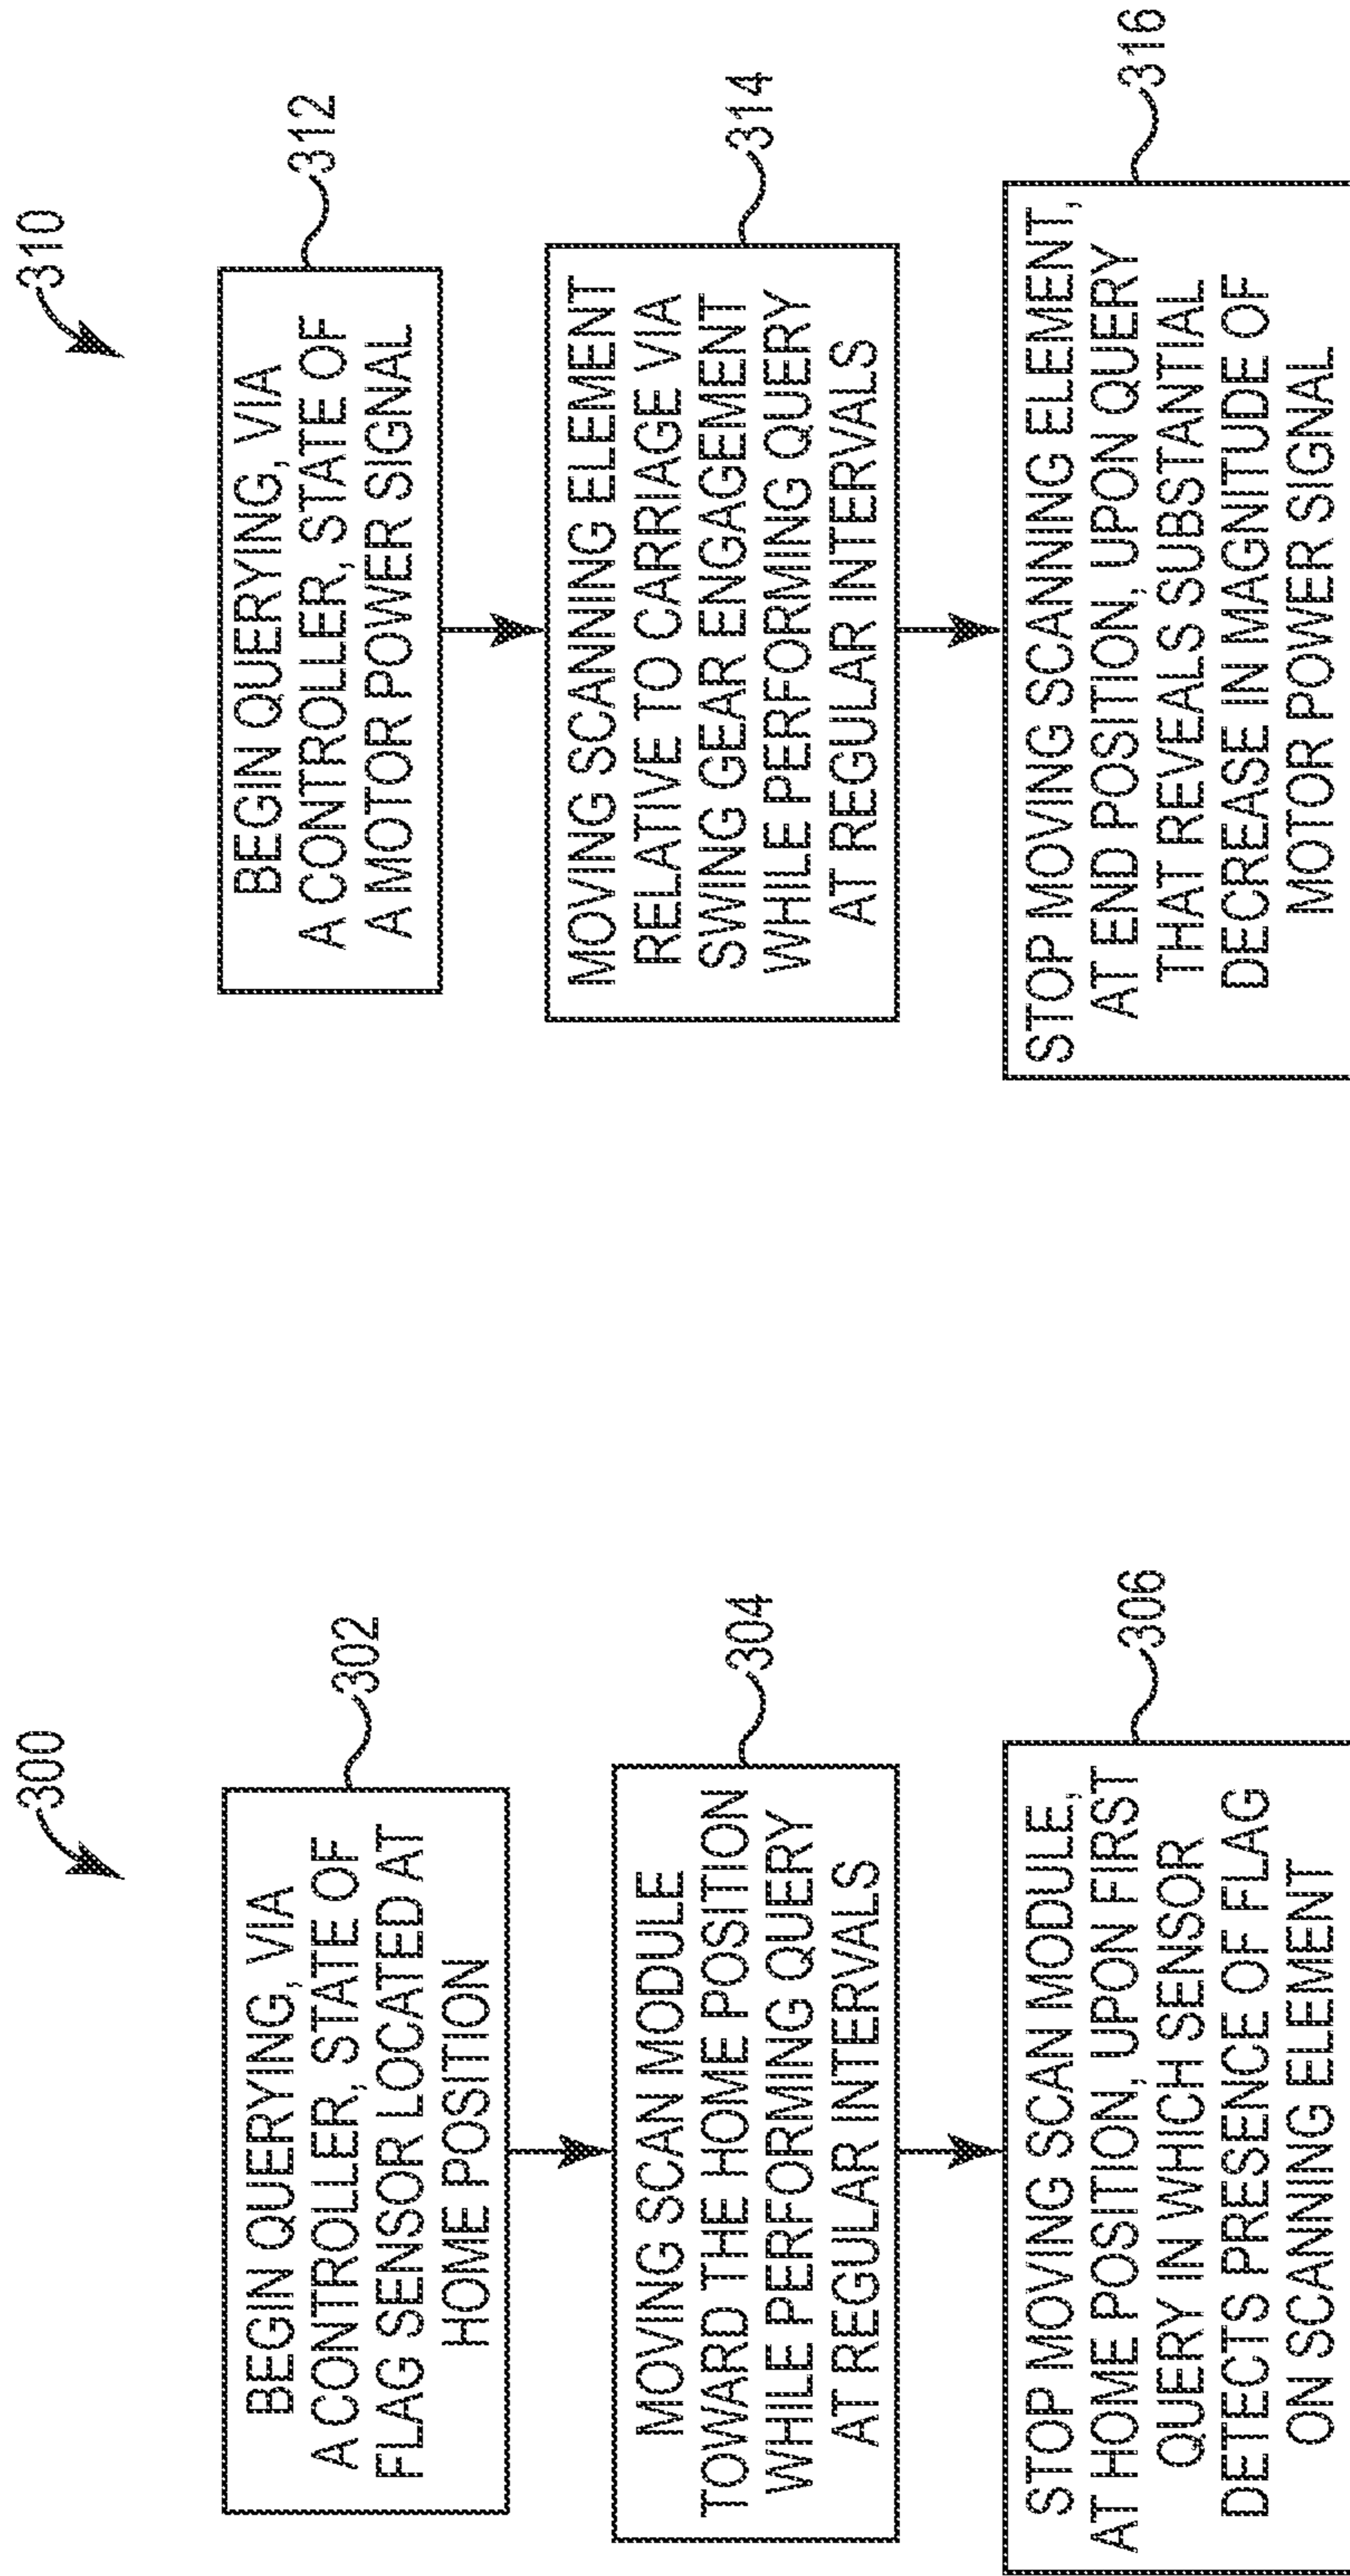 300
BEGIN QUERYING, VIA
A CONTROLLER, STATE OF
FLAG SENSOR LOCATED AT
HOME POSITION
302
MOVING SCAN MODULE
TOWARD THE HOME POSITION
WHILE PERFORMING QUERY
AT REGULAR INTERVALS
304
STOP MOVING SCAN MODULE,
AT HOME POSITION, UPON FIRST
QUERY IN WHICH SENSOR
DETECTS PRESENCE OF FLAG
ON SCANNING ELEMENT
306
310
BEGIN QUERYING, VIA
A CONTROLLER, STATE OF
A MOTOR POWER SIGNAL
312
MOVING SCANNING ELEMENT
RELATIVE TO CARRIAGE VIA
SWING GEAR ENGAGEMENT
WHILE PERFORMING QUERY
AT REGULAR INTERVALS
314
STOP MOVING SCANNING ELEMENT,
AT END POSITION, UPON QUERY
THAT REVEALS SUBSTANTIAL
DECREASE IN MAGNITUDE OF
MOTOR POWER SIGNAL
316